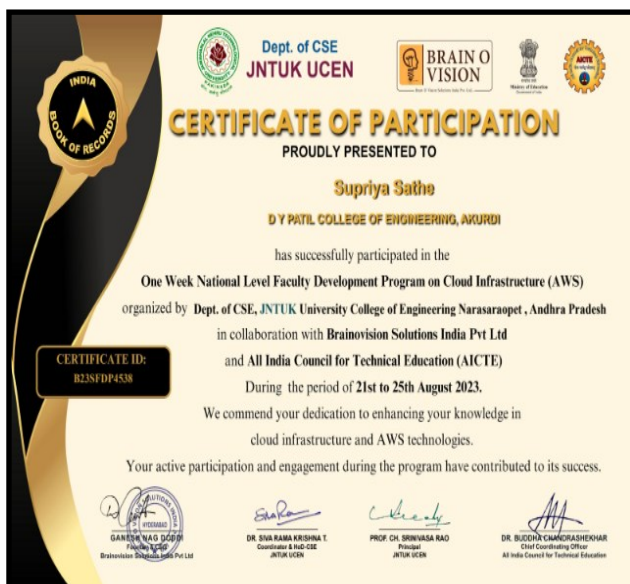 Dept. of CSE
JNTUK UCEN
BRAIN O
VISION
Ministry of Education
AICTE
INDIA
BOOK OF RECORDS
CERTIFICATE OF PARTICIPATION
PROUDLY PRESENTED TO
Supriya Sathe
D Y PATIL COLLEGE OF ENGINEERING, AKURDI
has successfully participated in the
One Week National Level Faculty Development Program on Cloud Infrastructure (AWS)
organized by Dept. of CSE, JNTUK University College of Engineering Narasaraopet , Andhra Pradesh
in collaboration with Brainovision Solutions India Pvt Ltd
and All India Council for Technical Education (AICTE)
During the period of 21st to 25th August 2023.
CERTIFICATE ID:
B23SFDP4538
We commend your dedication to enhancing your knowledge in
cloud infrastructure and AWS technologies.
Your active participation and engagement during the program have contributed to its success.
HYDERABAD
GANESH NAG DODDI
Founder & CEO
Brainovision Solutions India Pvt Ltd
DR. SIVA RAMA KRISHNA T.
Coordinator & HoD-CSE
JNTUK UCEN
PROF. CH. SRINIVASA RAO
Principal
JNTUK UCEN
DR. BUDDHA CHANDRASHEKHAR
Chief Coordinating Officer
All India Council for Technical Education